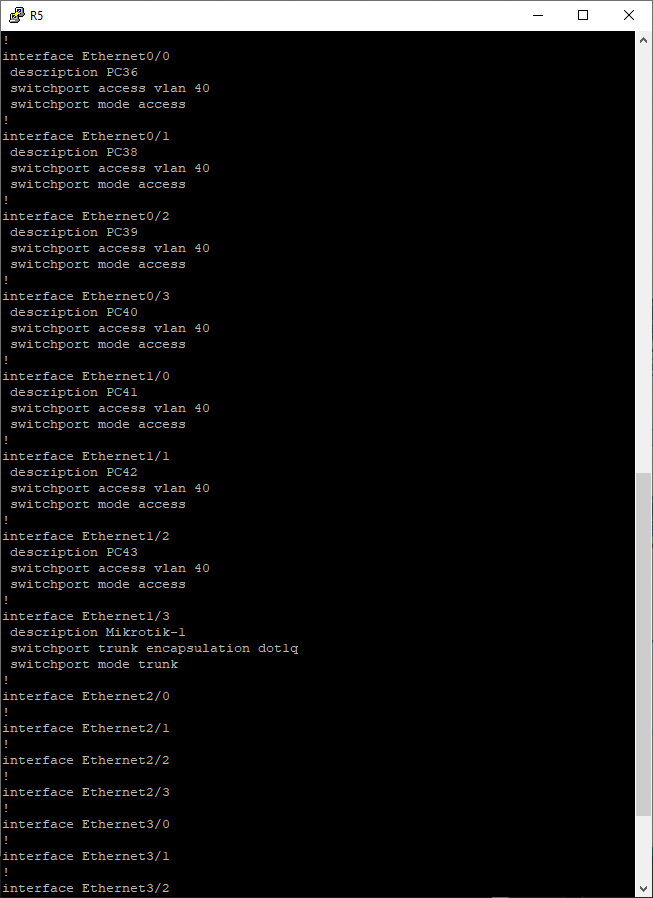 R5
!
interface Ethernet0/0
 description PC36
 switchport access vlan 40
 switchport mode access
!
interface Ethernet0/1
 description PC38
 switchport access vlan 40
 switchport mode access
!
interface Ethernet0/2
 description PC39
 switchport access vlan 40
 switchport mode access
!
interface Ethernet0/3
 description PC40
 switchport access vlan 40
 switchport mode access
!
interface Ethernet1/0
 description PC41
 switchport access vlan 40
 switchport mode access
!
interface Ethernet1/1
 description PC42
 switchport access vlan 40
 switchport mode access
!
interface Ethernet1/2
 description PC43
 switchport access vlan 40
 switchport mode access
!
interface Ethernet1/3
 description Mikrotik-1
 switchport trunk encapsulation dot1q
 switchport mode trunk
!
interface Ethernet2/0
!
interface Ethernet2/1
!
interface Ethernet2/2
!
interface Ethernet2/3
!
interface Ethernet3/0
!
interface Ethernet3/1
!
interface Ethernet3/2